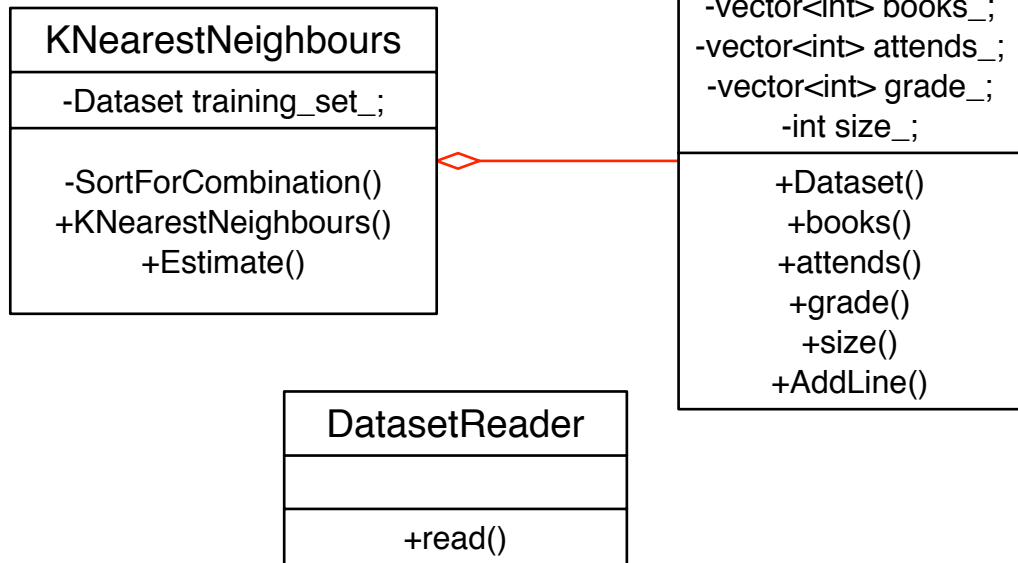 KNearestNeighbours
-Dataset training_set_;
-SortForCombination()
+KNearestNeighbours()
+Estimate()
-vector<int> books_;
-vector<int> attends_;
-vector<int> grade_;
-int size_;
+Dataset()
+books()
+attends()
+grade()
+size()
+AddLine()
DatasetReader
+read()